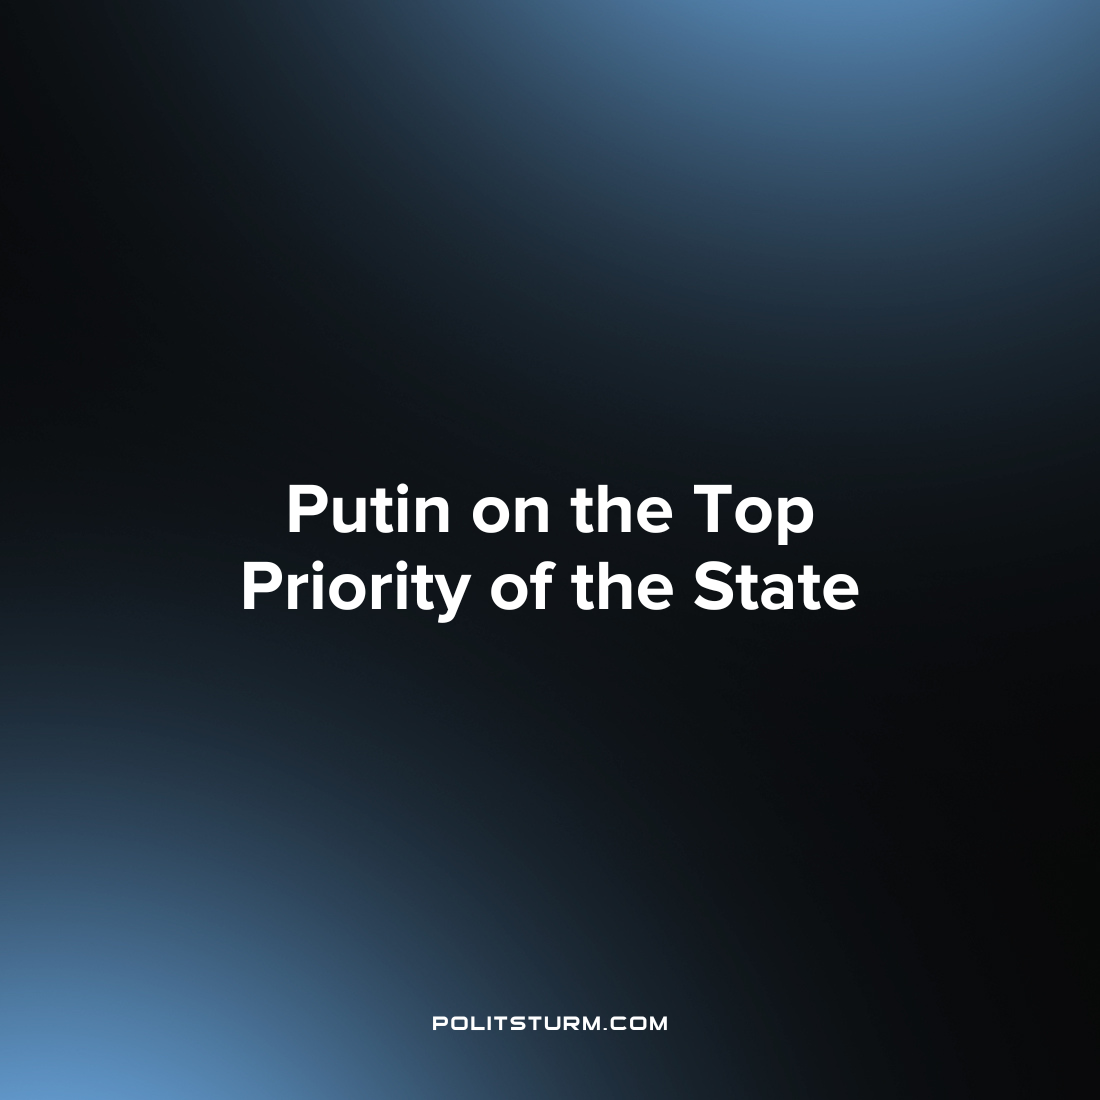 Putin on the Top
Priority of the State
POLITSTURM.COM